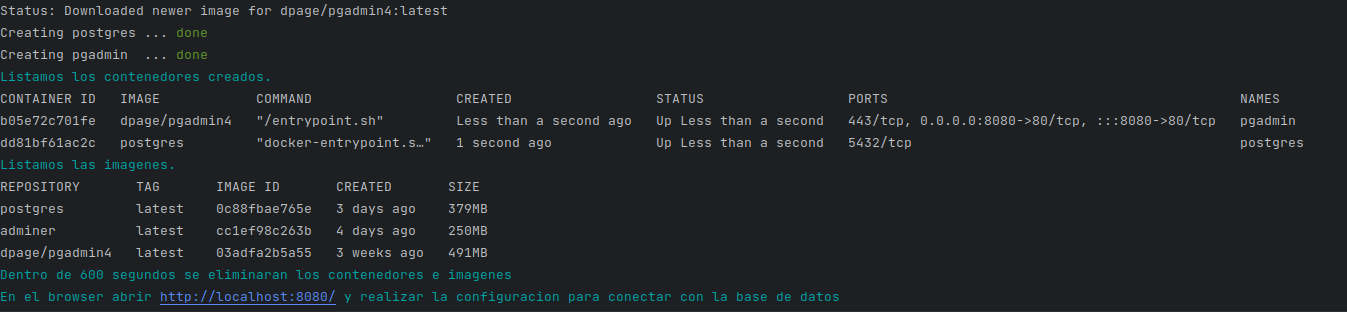 Status: Downloaded newer image for dpage/pgadmin4:latest
Creating postgres ... done
Creating pgadmin  ... done
Listamos los contenedores creados.
CONTAINER ID   IMAGE            COMMAND                  CREATED                  STATUS                  PORTS                                            NAMES
b05e72c701fe   dpage/pgadmin4   "/entrypoint.sh"         Less than a second ago   Up Less than a second   443/tcp, 0.0.0.0:8080->80/tcp, :::8080->80/tcp   pgadmin
dd81bf61ac2c   postgres         "docker-entrypoint.s…"   1 second ago             Up Less than a second   5432/tcp                                         postgres
Listamos las imagenes.
REPOSITORY       TAG       IMAGE ID       CREATED       SIZE
postgres         latest    0c88fbae765e   3 days ago    379MB
adminer          latest    cc1ef98c263b   4 days ago    250MB
dpage/pgadmin4   latest    03adfa2b5a55   3 weeks ago   491MB
Dentro de 600 segundos se eliminaran los contenedores e imagenes
En el browser abrir http://localhost:8080/ y realizar la configuracion para conectar con la base de datos